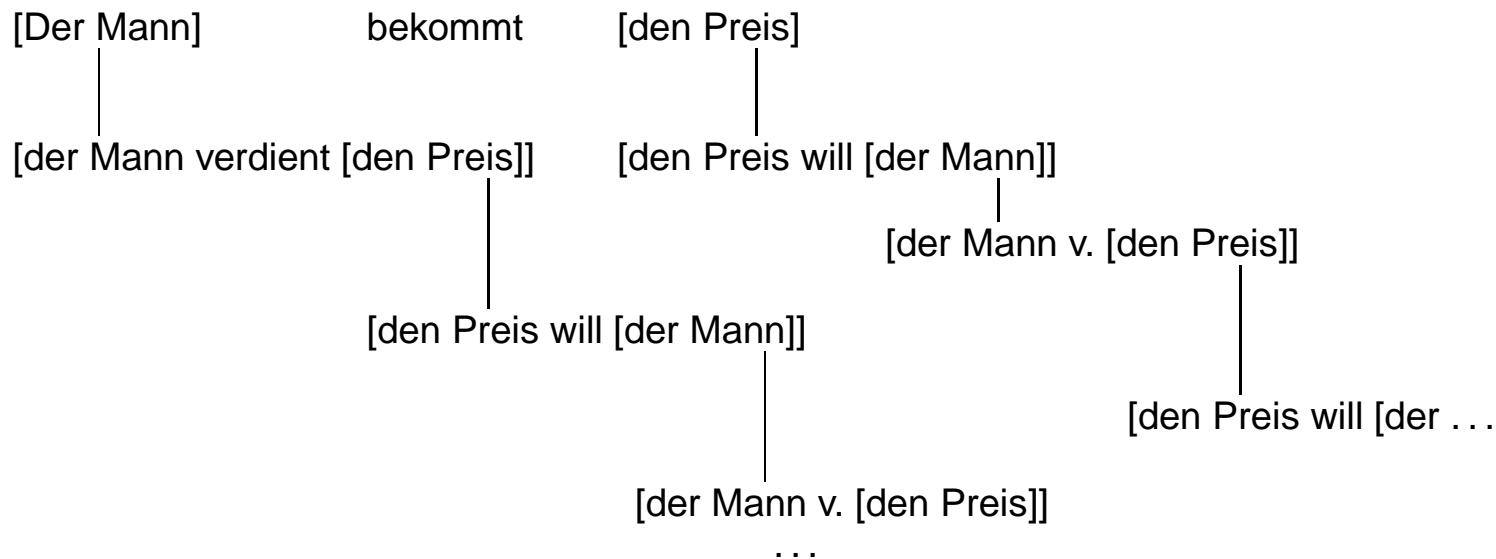 [Der Mann] bekommt [den Preis]
[der Mann verdient [den Preis]] [den Preis will [der Mann]]
[der Mann v. [den Preis]]
[den Preis will [der Mann]]
[den Preis will [der ...
[der Mann v. [den Preis]]
...